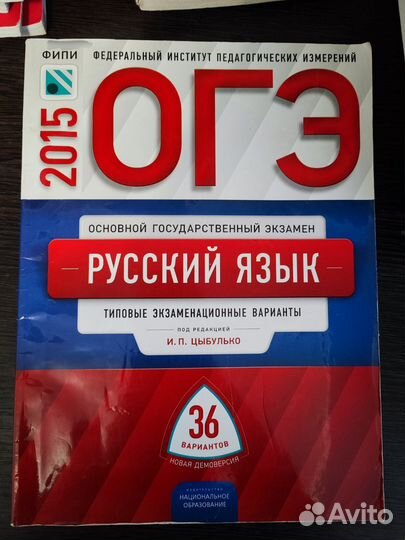 ФИПИ
ФЕДЕРАЛЬНЫЙ ИНСТИТУТ ПЕДАГОГИЧЕСКИХ ИЗМЕРЕНИЙ
2015
ОГЭ
ОСНОВНОЙ ГОСУДАРСТВЕННЫЙ ЭКЗАМЕН
РУССКИЙ ЯЗЫК
ТИПОВЫЕ ЭКЗАМЕНАЦИОННЫЕ ВАРИАНТЫ
ПОД РЕДАКЦИЕЙ
И. П. ЦЫБУЛЬКО
36
ВАРИАНТОВ
НОВАЯ ДЕМОВЕРСИЯ
ИЗДАТЕЛЬСТВО
НАЦИОНАЛЬНОЕ
ОБРАЗОВАНИЕ
Avito